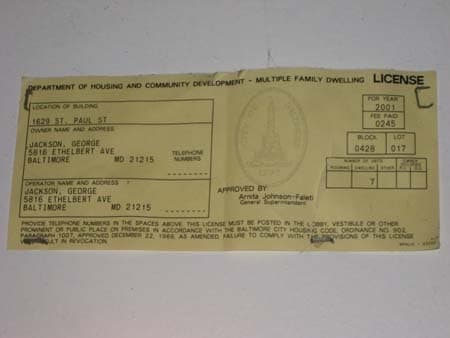 DEPARTMENT OF HOUSING AND COMMUNITY DEVELOPMENT - MULTIPLE FAMILY DWELLING LICENSE
LOCATION OF BUILDING
1629 ST. PAUL ST
OWNER NAME AND ADDRESS
JACKSON, GEORGE
5816 ETHELBERT AVE
BALTIMORE MD 21215
TELEPHONE NUMBERS
OPERATOR NAME AND ADDRESS
JACKSON, GEORGE
5816 ETHELBERT AVE
BALTIMORE MD 21215
FOR YEAR
2001
FEE PAID
0245
BLOCK LOT
0428 017
NUMBER OF UNITS
ROOMING DWELLING OTHER
7
APPROVED BY:
Arnita Johnson-Faleti
General Superintendent
PROVIDE TELEPHONE NUMBERS IN THE SPACES ABOVE. THIS LICENSE MUST BE POSTED IN THE LOBBY, VESTIBULE OR OTHER
PROMINENT OR PUBLIC PLACE ON PREMISES IN ACCORDANCE WITH THE BALTIMORE CITY HOUSING CODE, ORDINANCE NO. 902,
PARAGRAPH 1007, APPROVED DECEMBER 22, 1966, AS AMENDED. FAILURE TO COMPLY WITH THE PROVISIONS OF THIS LICENSE
RESULT IN REVOCATION.